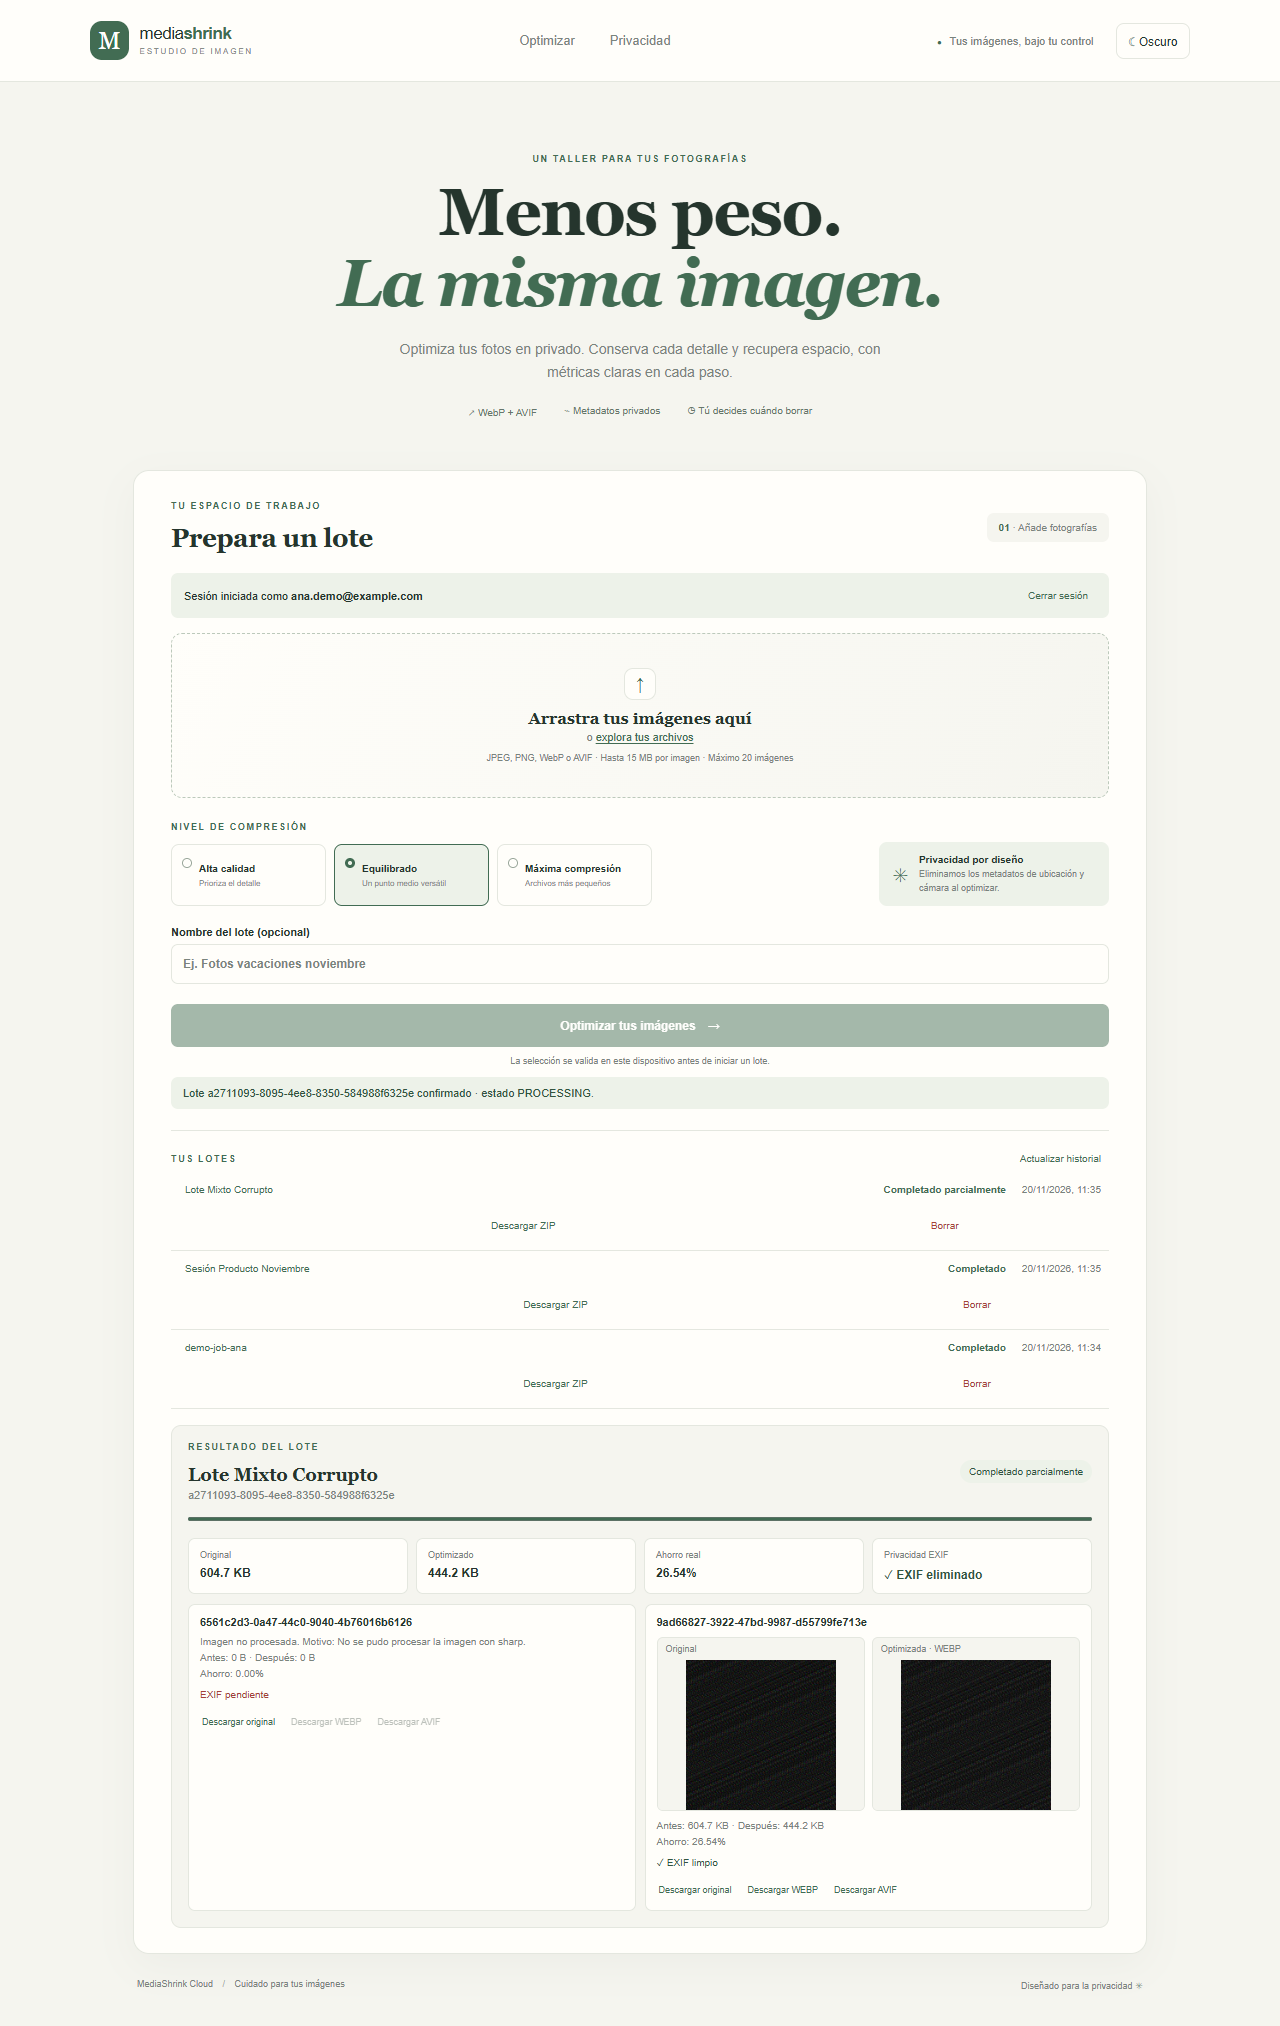 M
mediashrink
ESTUDIO DE IMAGEN
Optimizar
Privacidad
• Tus imágenes, bajo tu control
☾ Oscuro
UN TALLER PARA TUS FOTOGRAFÍAS
Menos peso.
La misma imagen.
Optimiza tus fotos en privado. Conserva cada detalle y recupera espacio, con
métricas claras en cada paso.
↗ WebP + AVIF
~ Metadatos privados
◷ Tú decides cuándo borrar
TU ESPACIO DE TRABAJO
Prepara un lote
01 · Añade fotografías
Sesión iniciada como ana.demo@example.com
Cerrar sesión
↑
Arrastra tus imágenes aquí
o explora tus archivos
JPEG, PNG, WebP o AVIF · Hasta 15 MB por imagen · Máximo 20 imágenes
NIVEL DE COMPRESIÓN
Alta calidad
Prioriza el detalle
Equilibrado
Un punto medio versátil
Máxima compresión
Archivos más pequeños
✳
Privacidad por diseño
Eliminamos los metadatos de ubicación y
cámara al optimizar.
Nombre del lote (opcional)
Ej. Fotos vacaciones noviembre
Optimizar tus imágenes →
La selección se valida en este dispositivo antes de iniciar un lote.
Lote a2711093-8095-4ee8-8350-584988f6325e confirmado · estado PROCESSING.
TUS LOTES
Actualizar historial
Lote Mixto Corrupto
Completado parcialmente
20/11/2026, 11:35
Descargar ZIP
Borrar
Sesión Producto Noviembre
Completado
20/11/2026, 11:35
Descargar ZIP
Borrar
demo-job-ana
Completado
20/11/2026, 11:34
Descargar ZIP
Borrar
RESULTADO DEL LOTE
Lote Mixto Corrupto
a2711093-8095-4ee8-8350-584988f6325e
Completado parcialmente
Original
604.7 KB
Optimizado
444.2 KB
Ahorro real
26.54%
Privacidad EXIF
✓ EXIF eliminado
6561c2d3-0a47-44c0-9040-4b76016b6126
Imagen no procesada. Motivo: No se pudo procesar la imagen con sharp.
Antes: 0 B · Después: 0 B
Ahorro: 0.00%
EXIF pendiente
Descargar original
Descargar WEBP
Descargar AVIF
9ad66827-3922-47bd-9987-d55799fe713e
Original
Optimizada · WEBP
Antes: 604.7 KB · Después: 444.2 KB
Ahorro: 26.54%
✓ EXIF limpio
Descargar original
Descargar WEBP
Descargar AVIF
MediaShrink Cloud / Cuidado para tus imágenes
Diseñado para la privacidad ✳